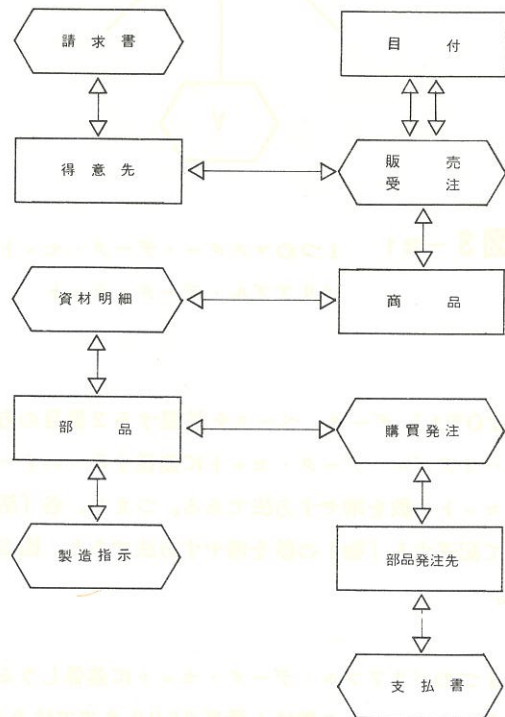 請求書
目付
得意先
販売
受注
資材明細
商品
部品
購買発注
製造指示
部品発注先
支払書